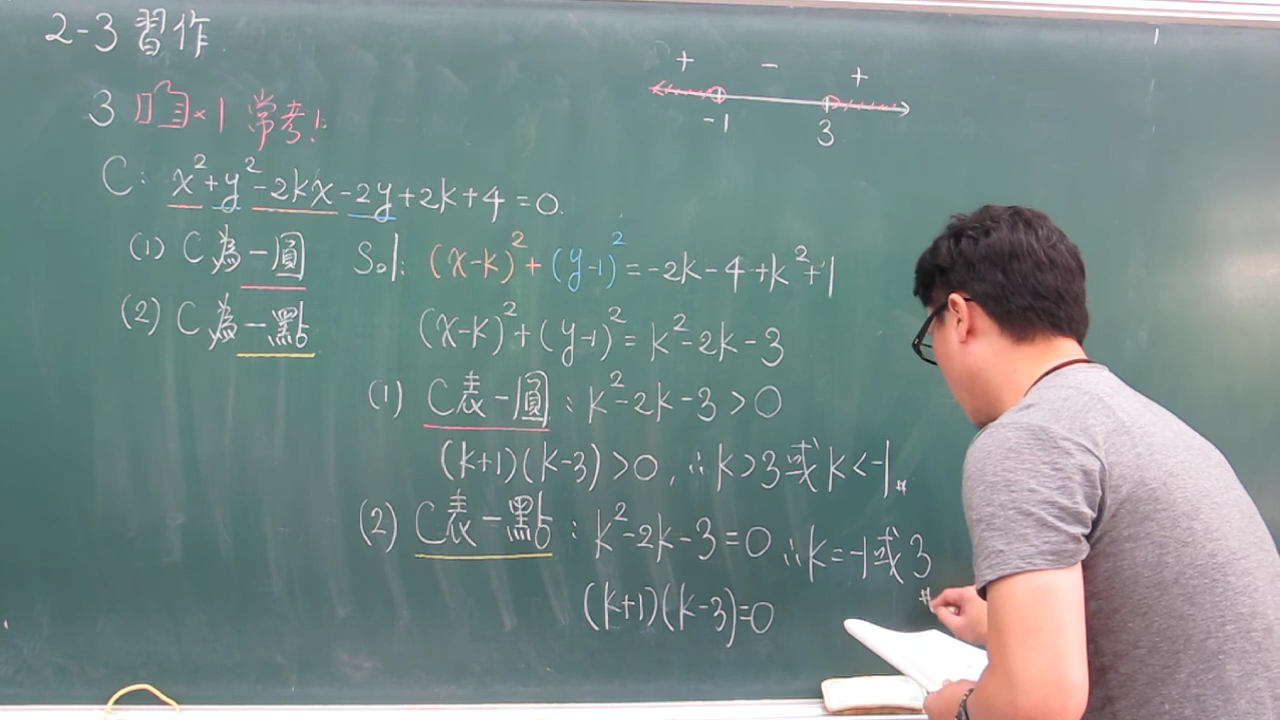 2-3 習作
+ - +
-1 3
3 ×1 常考!
C: x²+y²-2kx-2y+2k+4=0.
(1) C為一圓 Sol: (x-k)²+(y-1)²=-2k-4+k²+1
(2) C為一點 (x-k)²+(y-1)²=k²-2k-3
(1) C表一圓: k²-2k-3>0
(k+1)(k-3)>0, ∴k>3或k<-1 #
(2) C表一點: k²-2k-3=0 ∴k=-1或3 #
(k+1)(k-3)=0